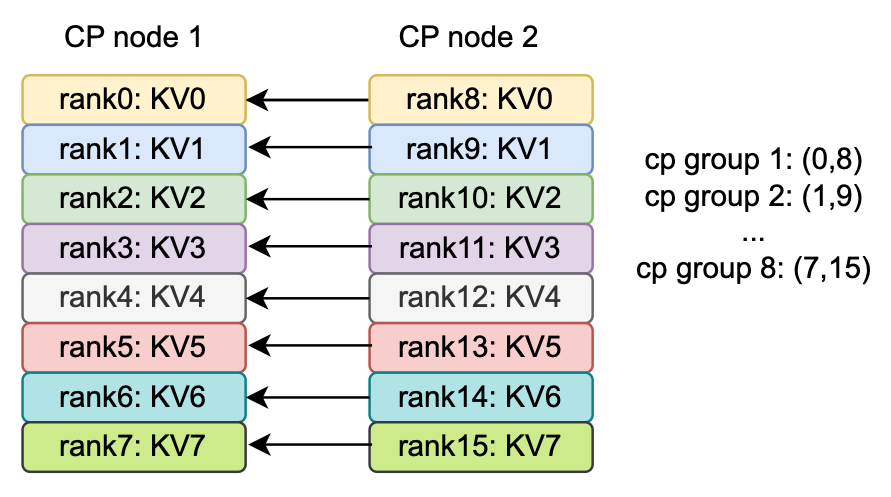 CP node 1
CP node 2
rank0: KV0
rank8: KV0
rank1: KV1
rank9: KV1
rank2: KV2
rank10: KV2
rank3: KV3
rank11: KV3
rank4: KV4
rank12: KV4
rank5: KV5
rank13: KV5
rank6: KV6
rank14: KV6
rank7: KV7
rank15: KV7
cp group 1: (0,8)
cp group 2: (1,9)
...
cp group 8: (7,15)